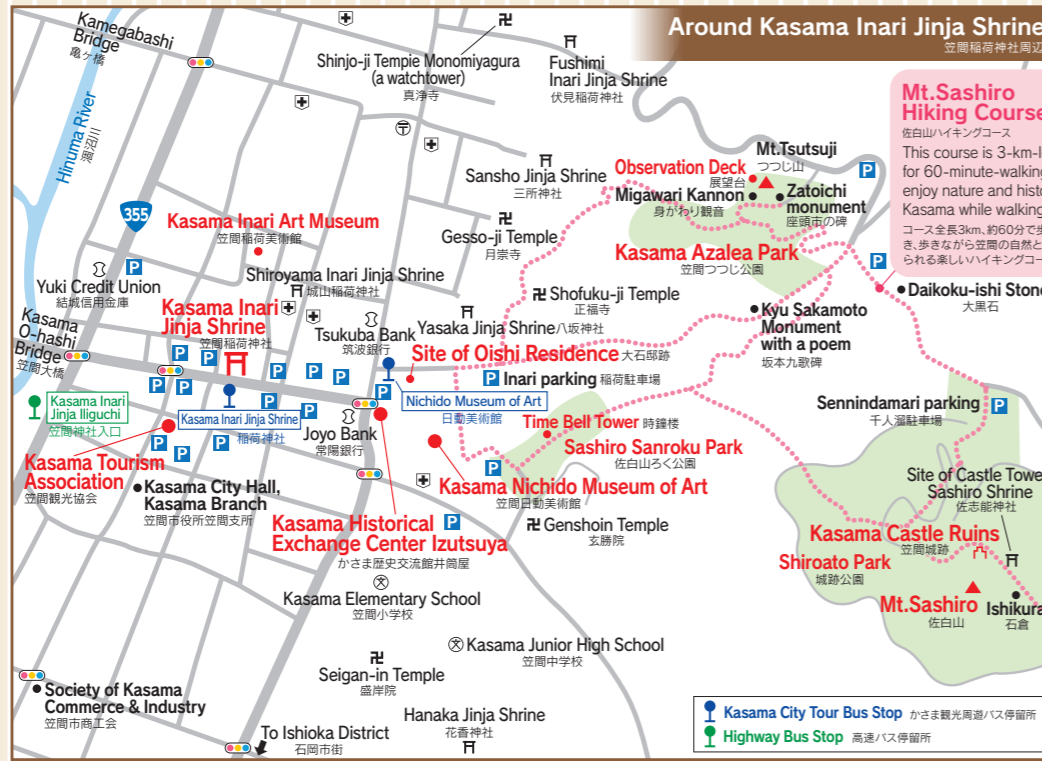 Around Kasama Inari Jinja Shrine
笠間稲荷神社周辺
Kamegabashi
Bridge
亀ケ橋
Hinuma River
涸沼川
Shinjo-ji Tempie Monomiyagura
(a watchtower)
真浄寺
Fushimi
Inari Jinja Shrine
伏見稲荷神社
Mt.Sashiro
Hiking Course
佐白山ハイキングコース
This course is 3-km-l
for 60-minute-walking
enjoy nature and histo
Kasama while walking
コース全長3km、約60分で歩
き、歩きながら笠間の自然と
られる楽しいハイキングコー
Mt.Tsutsuji
つつじ山
Observation Deck
展望台
Migawari Kannon
身がわり観音
Zatoichi
monument
座頭市の碑
Sansho Jinja Shrine
三所神社
355
Kasama Inari Art Museum
笠間稲荷美術館
Gesso-ji Temple
月崇寺
Kasama Azalea Park
笠間つつじ公園
Yuki Credit Union
結城信用金庫
Shiroyama Inari Jinja Shrine
城山稲荷神社
Shofuku-ji Temple
正福寺
Daikoku-ishi Stone
大黒石
Kasama Inari
Jinja Shrine
笠間稲荷神社
Tsukuba Bank
筑波銀行
Yasaka Jinja Shrine 八坂神社
Kyu Sakamoto
Monument
with a poem
坂本九歌碑
Kasama
O-hashi
Bridge
笠間大橋
Site of Oishi Residence 大石邸跡
Inari parking 稲荷駐車場
Kasama Inari
Jinja Iliguchi
笠間神社入口
Kasama Inari Jinja Shrine
稲荷神社
Nichido Museum of Art
日動美術館
Joyo Bank
常陽銀行
Time Bell Tower 時鐘楼
Sashiro Sanroku Park
佐白山ろく公園
Sennindamari parking
千人溜駐車場
Kasama Tourism
Association
笠間観光協会
Kasama City Hall,
Kasama Branch
笠間市役所笠間支所
Kasama Nichido Museum of Art
笠間日動美術館
Site of Castle Tower
Sashiro Shrine
佐志能神社
Kasama Historical
Exchange Center Izutsuya
かさま歴史交流館井筒屋
Genshoin Temple
玄勝院
Kasama Castle Ruins
笠間城跡
Shiroato Park
城跡公園
Kasama Elementary School
笠間小学校
Mt.Sashiro
佐白山
Ishikura
石倉
Kasama Junior High School
笠間中学校
Seigan-in Temple
盛岸院
Society of Kasama
Commerce & Industry
笠間市商工会
Hanaka Jinja Shrine
花香神社
To Ishioka District
石岡市街
Kasama City Tour Bus Stop かさま観光周遊バス停留所
Highway Bus Stop 高速バス停留所